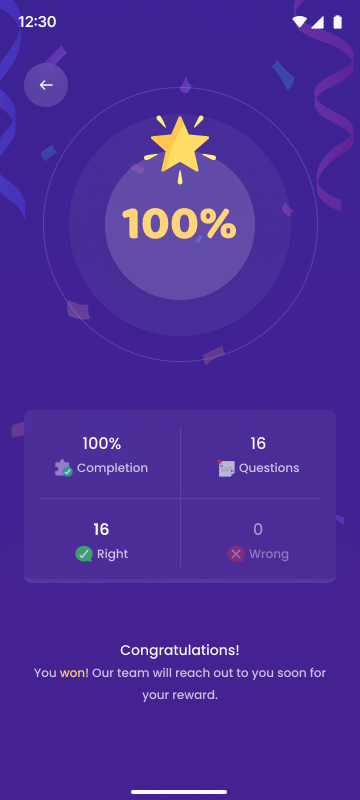 12:30
100%
100%
Completion
16
Questions
16
Right
0
Wrong
Congratulations!
You won! Our team will reach out to you soon for
your reward.